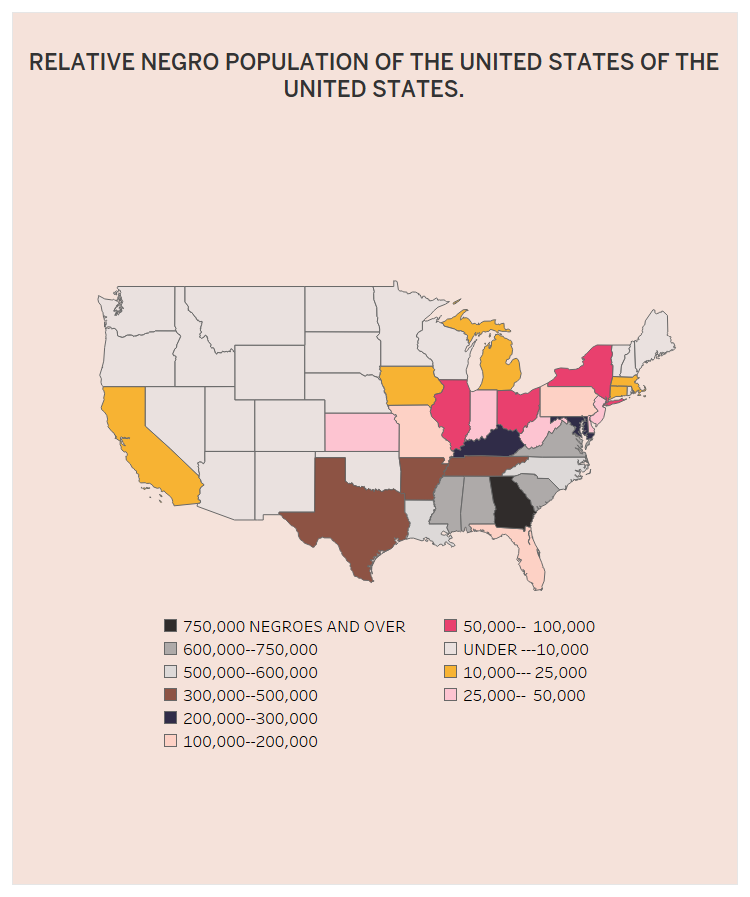 RELATIVE NEGRO POPULATION OF THE UNITED STATES OF THE
UNITED STATES.
750,000 NEGROES AND OVER
600,000--750,000
500,000--600,000
300,000--500,000
200,000--300,000
100,000--200,000
50,000-- 100,000
UNDER ---10,000
10,000--- 25,000
25,000-- 50,000